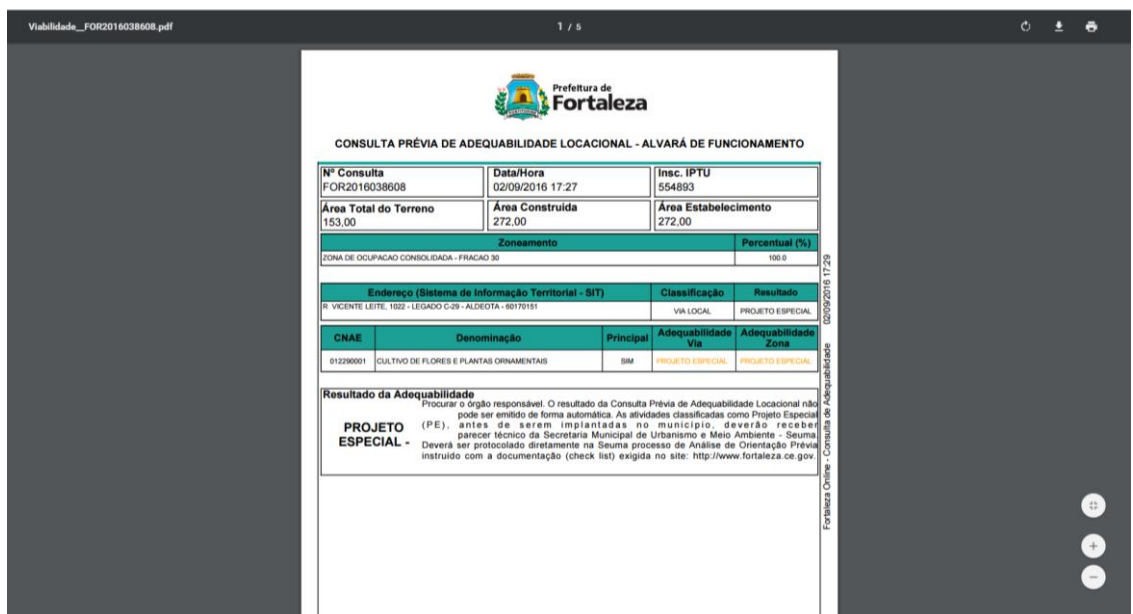 Viabilidade__FOR2016038608.pdf
1 / 5
Prefeitura de
Fortaleza
CONSULTA PRÉVIA DE ADEQUABILIDADE LOCACIONAL - ALVARÁ DE FUNCIONAMENTO
Nº Consulta
FOR2016038608
Data/Hora
02/09/2016 17:27
Insc. IPTU
554893
Área Total do Terreno
153,00
Área Construida
272,00
Área Estabelecimento
272,00
Zoneamento
Percentual (%)
ZONA DE OCUPACAO CONSOLIDADA - FRACAO 30
100.0
Endereço (Sistema de Informação Territorial - SIT)
Classificação
Resultado
R VICENTE LEITE, 1022 - LEGADO C-29 - ALDEOTA - 60170151
VIA LOCAL
PROJETO ESPECIAL
CNAE
Denominação
Principal
Adequabilidade
Via
Adequabilidade
Zona
012290001
CULTIVO DE FLORES E PLANTAS ORNAMENTAIS
SIM
PROJETO ESPECIAL
PROJETO ESPECIAL
Resultado da Adequabilidade
PROJETO
ESPECIAL -
Procurar o órgão responsável. O resultado da Consulta Prévia de Adequabilidade Locacional não
pode ser emitido de forma automática. As atividades classificadas como Projeto Especial
(PE), antes de serem implantadas no município, deverão receber
parecer técnico da Secretaria Municipal de Urbanismo e Meio Ambiente - Seuma.
Deverá ser protocolado diretamente na Seuma processo de Análise de Orientação Prévia
instruido com a documentação (check list) exigida no site: http://www.fortaleza.ce.gov.
Fortaleza Online - Consulta de Adequabilidade 02/09/2016 17:29